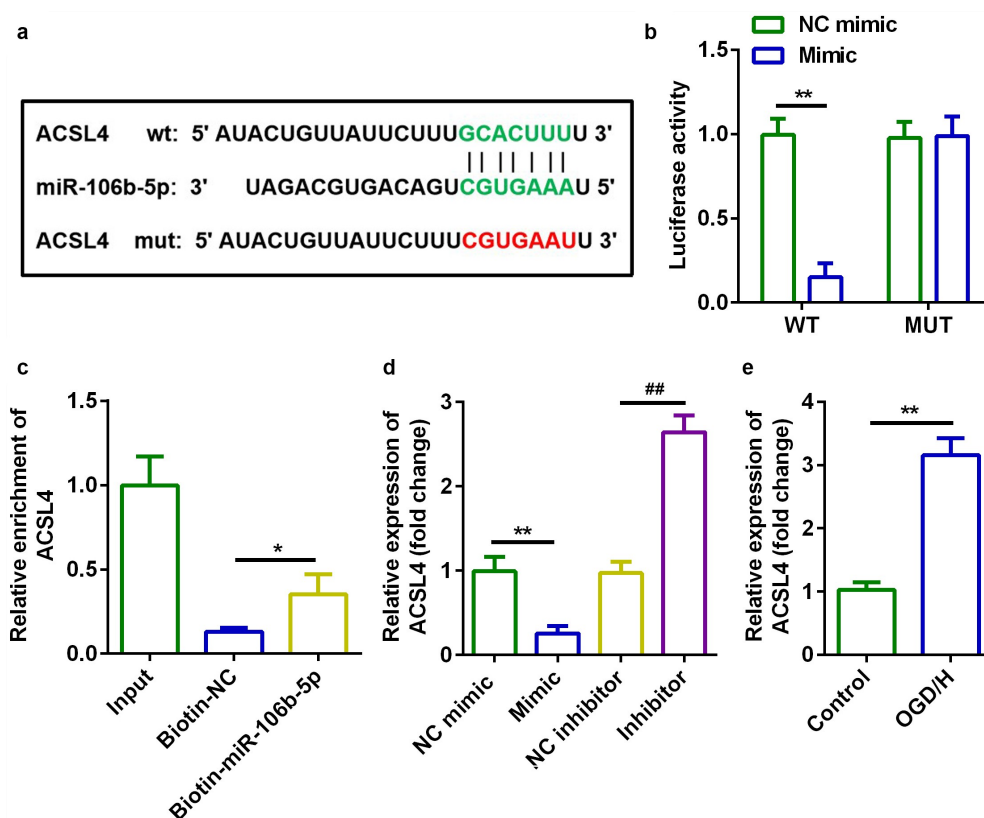 a
ACSL4 wt: 5' AUACUGUUAUUCUUUGCACUUUU 3'
miR-106b-5p: 3' UAGACGUGACAGUCGUGAAAU 5'
ACSL4 mut: 5' AUACUGUUAUUCUUUCGUGAAUU 3'
b
NC mimic
Mimic
Luciferase activity
1.5
1.0
0.5
0.0
**
WT MUT
c
Relative enrichment of
ACSL4
1.5
1.0
0.5
0.0
*
Input
Biotin-NC
Biotin-miR-106b-5p
d
Relative expression of
ACSL4 (fold change)
3
2
1
0
**
##
NC mimic
Mimic
NC inhibitor
Inhibitor
e
Relative expression of
ACSL4 (fold change)
4
3
2
1
0
**
Control
OGD/H